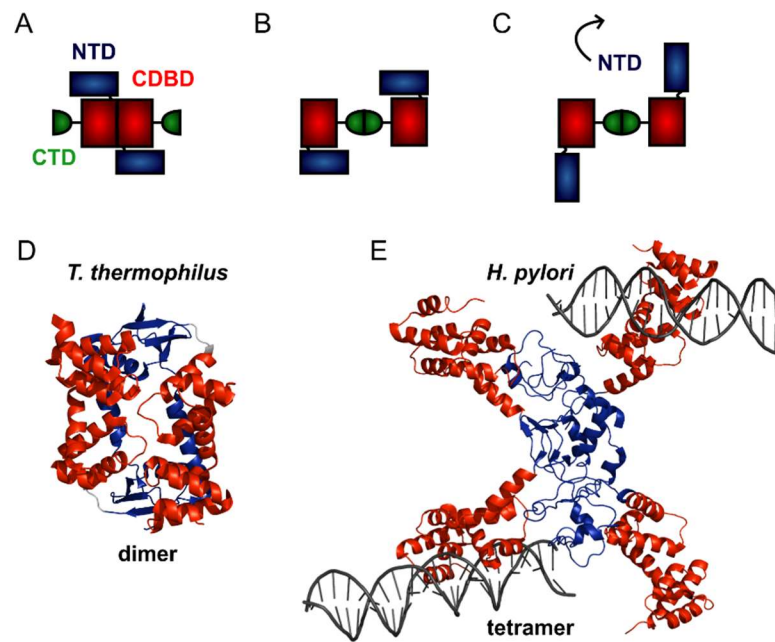 A
B
C
NTD
CDBD
CTD
NTD
D
T. thermophilus
dimer
E
H. pylori
tetramer